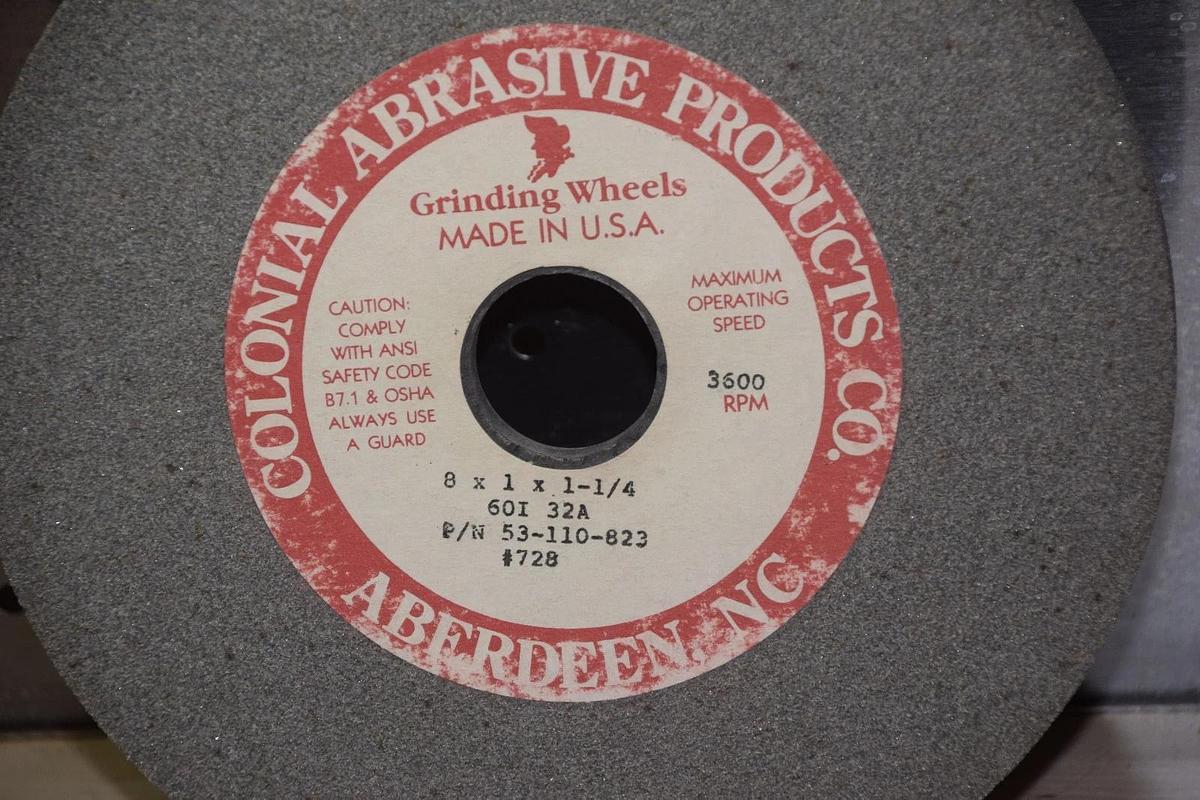 COLONIAL ABRASIVE PRODUCTS CO.
Grinding Wheels
MADE IN U.S.A.
CAUTION:
COMPLY
WITH ANSI
SAFETY CODE
B7.1 & OSHA
ALWAYS USE
A GUARD
MAXIMUM
OPERATING
SPEED
3600
RPM
8 x 1 x 1-1/4
60I 32A
P/N 53-110-823
#728
ABERDEEN, NC